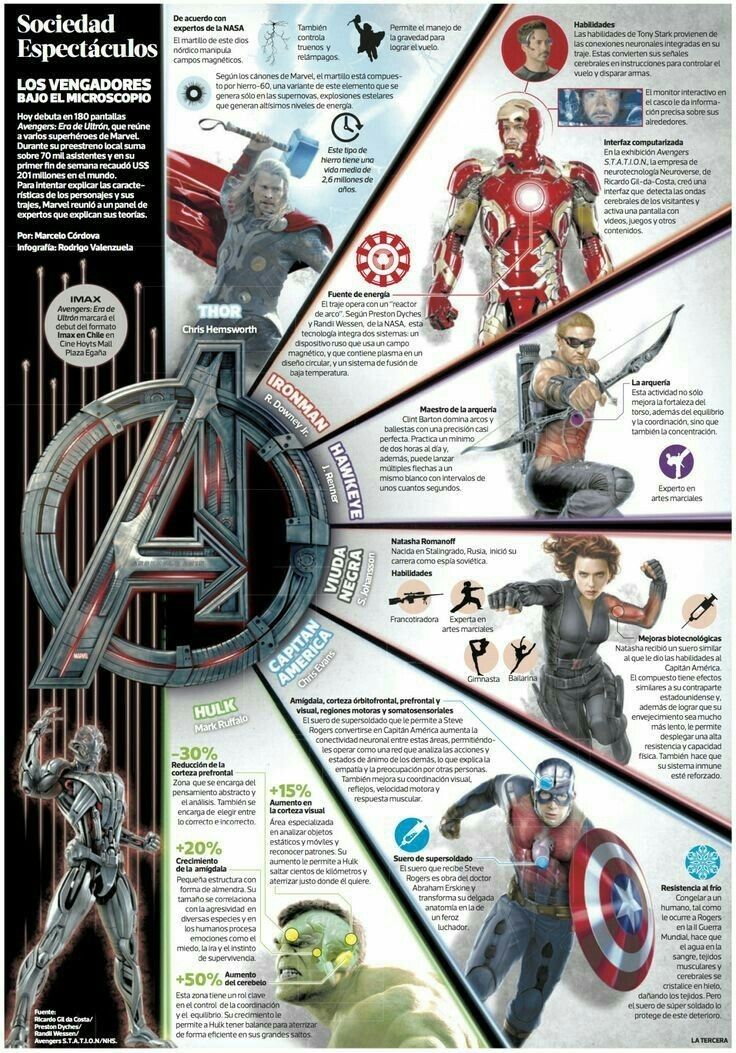 Sociedad
Espectáculos
LOS VENGADORES
BAJO EL MICROSCOPIO
Hoy debuta en 180 pantallas
Avengers: Era de Ultrón, que reúne
a varios superhéroes de Marvel.
Durante su preestreno local suma
sobre 70 mil asistentes y en su
primer fin de semana recaudó US$
201 millones en el mundo.
Para intentar explicar las carac­te-
rísticas de los personajes y sus
trajes, Marvel reunió a un panel de
expertos que explican sus teorías.
Por: Marcelo Córdova
Infografía: Rodrigo Valenzuela
IMAX
Avengers: Era de
Ultrón marcará el
debut del formato
Imax en Chile en
Cine Hoyts Mall
Plaza Egaña
De acuerdo con
expertos de la NASA
El martillo de este dios
nórdico manipula
campos magnéticos.
También
controla
truenos y
relámpagos.
Permite el manejo de
la gravedad para
lograr el vuelo.
Según los cánones de Marvel, el martillo está compues-
to por hierro-60, una variante de este elemento que se
genera sólo en las supernovas, explosiones estelares
que generan altísimos niveles de energía.
Este tipo de
hierro tiene una
vida media de
2,6 millones de
años.
THOR
Chris Hemsworth
Habilidades
Las habilidades de Tony Stark provienen de
las conexiones neuronales integradas en su
traje. Estas convierten sus señales
cerebrales en instrucciones para controlar el
vuelo y disparar armas.
El monitor interactivo en
el casco le da informa-
ción precisa sobre sus
alrededores.
Interfaz computarizada
En la exhibición Avengers
S.T.A.T.I.O.N, la empresa de
neurotecnología Neuroverse, de
Ricardo Gil-da-Costa, creó una
interfaz que detecta las ondas
cerebrales de los visitantes y
activa una pantalla con
videos, juegos y otros
contenidos.
Fuente de energía
El traje opera con un "reactor
de arco". Según Preston Dyches
y Randii Wessen, de la NASA, esta
tecnología integra dos sistemas: un
dispositivo ruso que usa un campo
magnético, y que contiene plasma en un
diseño circular, y un sistema de fusión de
baja temperatura.
IRONMAN
R. Downey Jr.
Maestro de la arquería
Clint Barton domina arcos y
ballestas con una precisión casi
perfecta. Practica un mínimo
de dos horas al día y,
además, puede lanzar
múltiples flechas a un
mismo blanco con intervalos de
unos cuantos segundos.
La arquería
Esta actividad no sólo
mejora la fortaleza del
torso, además del equilibrio
y la coordinación, sino que
también la concentración.
Experto en
artes marciales
HAWKEYE
J. Renner
Natasha Romanoff
Nacida en Stalingrado, Rusia, inició su
carrera como espía soviética.
Habilidades
Francotiradora
Experta en
artes marciales
Gimnasta
Bailarina
Mejoras biotecnológicas
Natasha recibió un suero similar
al que le dio las habilidades al
Capitán América.
El compuesto tiene efectos
similares a su contraparte
estadounidense y,
además de lograr que su
envejecimiento sea mucho
más lento, le permite
desplegar una alta
resistencia y capacidad
física. También hace que
su sistema inmune
esté reforzado.
VIUDA
NEGRA
S. Johansson
CAPITAN
AMERICA
Chris Evans
Amígdala, corteza órbitofrontal, prefrontal y
visual, regiones motoras y somatosensoriales
El suero de supersoldado que le permite a Steve
Rogers convertirse en Capitán América aumenta la
conectividad neuronal entre estas áreas, permitiéndo-
les operar como una red que analiza las acciones y
estados de ánimo de los demás, lo que explica la
empatía y la preocupación por otras personas.
También mejora su coordinación visual,
reflejos, velocidad motora y
respuesta muscular.
Suero de supersoldado
El suero que recibe Steve
Rogers es obra del doctor
Abraham Erskine y
transforma su delgada
anatomía en la de
un feroz
luchador.
Resistencia al frío
Congelar a un
humano, tal como
le ocurre a Rogers
en la II Guerra
Mundial, hace que
el agua en la
sangre, tejidos
musculares y
cerebrales se
cristalice en hielo,
dañando los tejidos. Pero
el suero de súper soldado lo
protege de este deterioro.
HULK
Mark Ruffalo
-30%
Reducción de la
corteza prefrontal
Zona que se encarga del
pensamiento abstracto y
el análisis. También se
encarga de elegir entre
lo correcto e incorrecto.
+20%
Crecimiento
de la amígdala
Pequeña estructura con
forma de almendra. Su
tamaño se correlaciona
con la agresividad en
diversas especies y en
los humanos procesa
emociones como el
miedo, la ira y el instinto
de supervivencia.
+15%
Aumento en
la corteza visual
Área especializada
en analizar objetos
estáticos y móviles y
reconocer patrones. Su
aumento le permite a Hulk
saltar cientos de kilómetros y
aterrizar justo donde él quiere.
+50% Aumento
del cerebelo
Esta zona tiene un rol clave
en el control de la coordinación
y el equilibrio. Su crecimiento le
permite a Hulk tener balance para aterrizar
de forma eficiente en sus grandes saltos.
MARVEL
Fuente:
Ricardo Gil da Costa/
Preston Dyches/
Randii Wessen/
Avengers S.T.A.T.I.O.N/NHS.
LA TERCERA